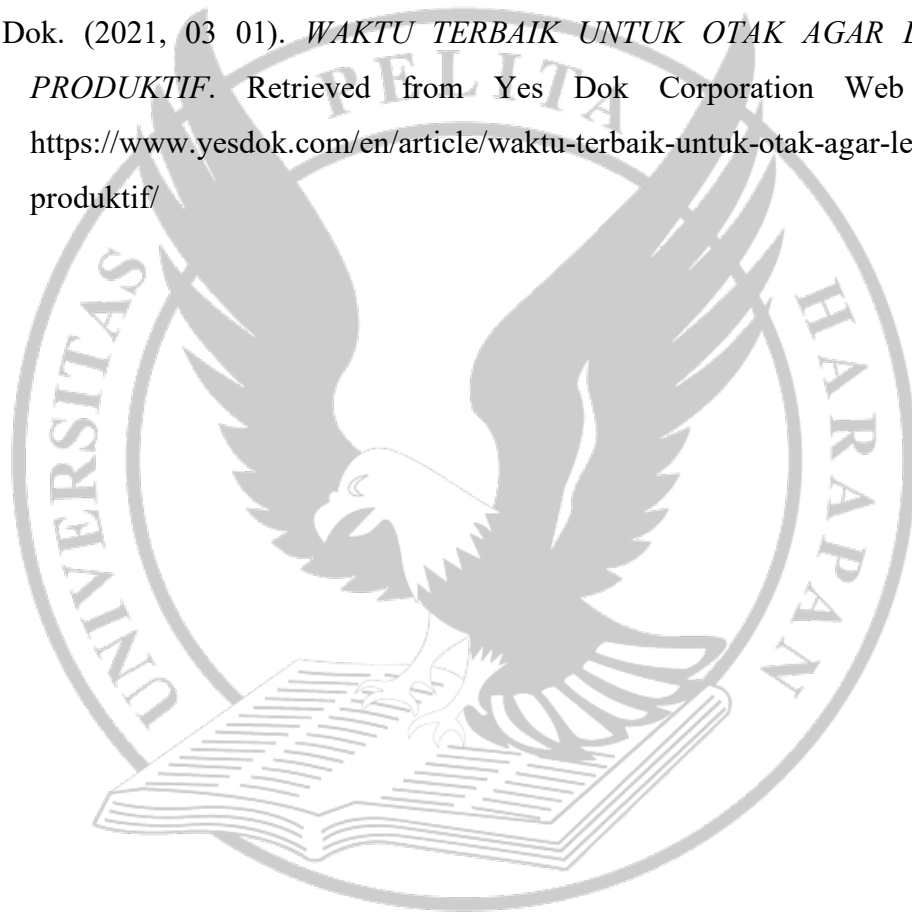 Dok. (2021, 03 01). WAKTU TERBAIK UNTUK OTAK AGAR
PRODUKTIF. Retrieved from Yes Dok Corporation Web
https://www.yesdok.com/en/article/waktu-terbaik-untuk-otak-agar-le
produktif/
UNIVERSITAS PELITA HARAPAN